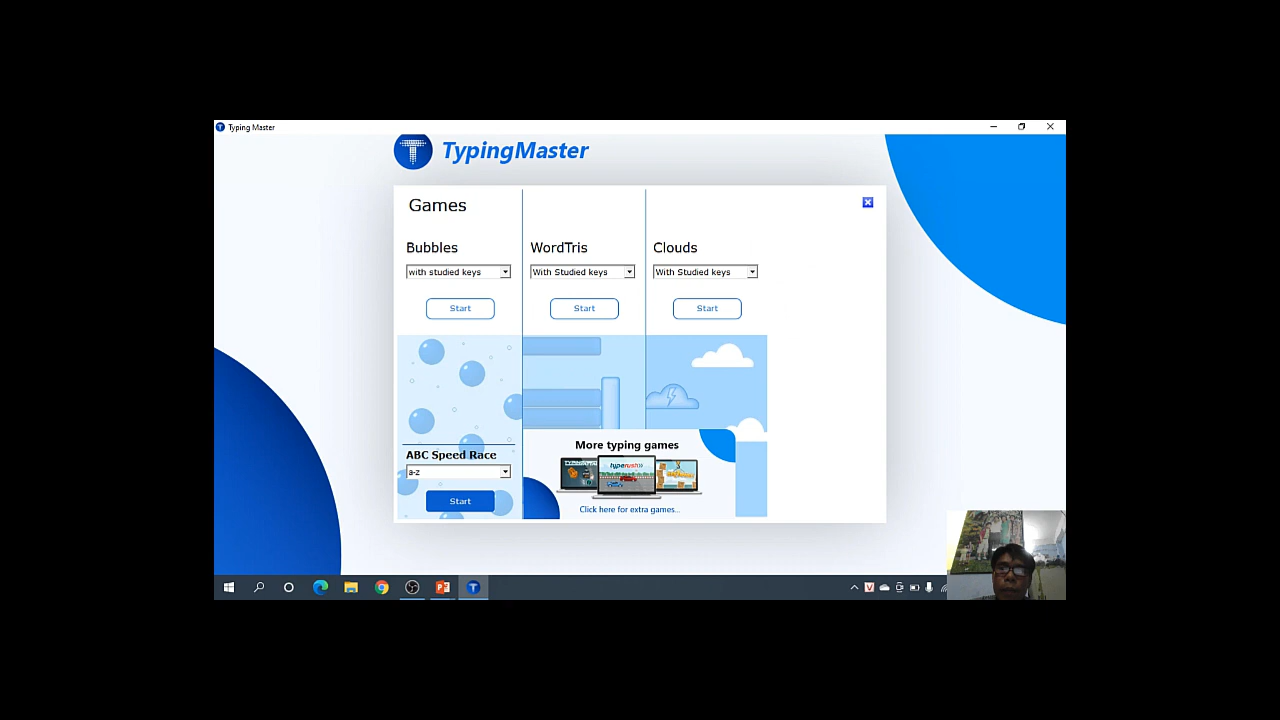 Typing Master
TypingMaster
Games
Bubbles
WordTris
Clouds
with studied keys
With Studied keys
With Studied keys
Start
Start
Start
ABC Speed Race
a-z
Start
More typing games
typerush
Click here for extra games...